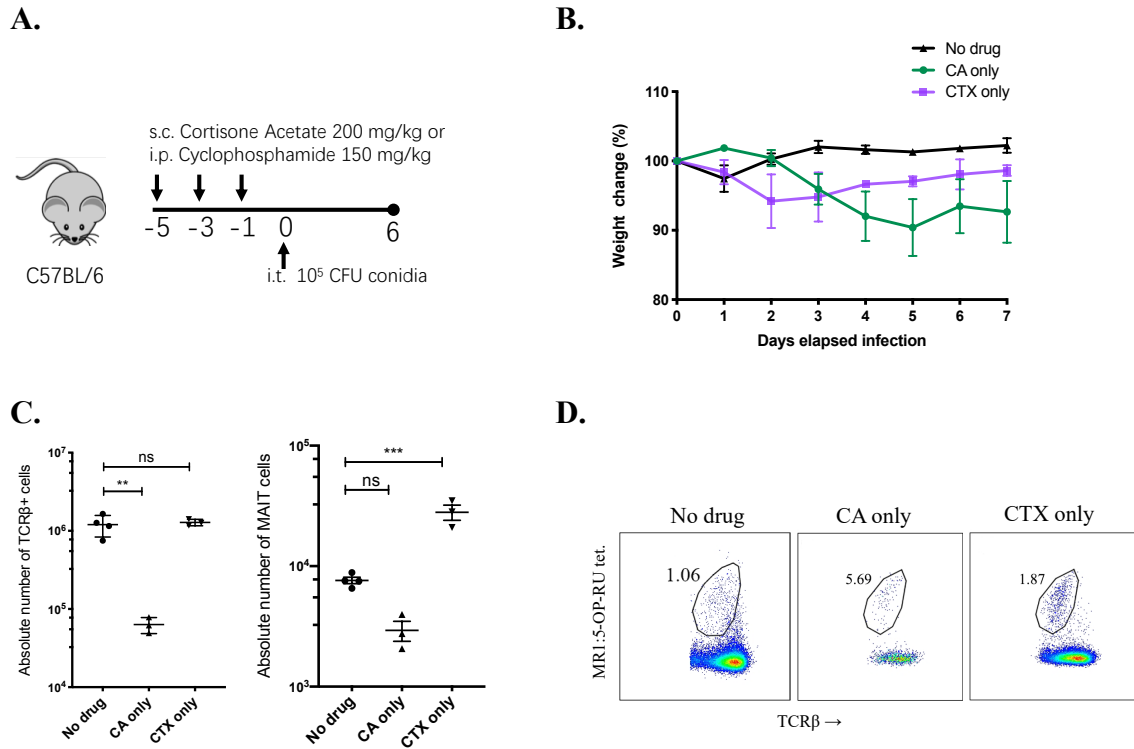 A.
s.c. Cortisone Acetate 200 mg/kg or
i.p. Cyclophosphamide 150 mg/kg
-5 -3 -1 0 6
C57BL/6
i.t. 10⁵ CFU conidia
B.
No drug
CA only
CTX only
Weight change (%)
110
100
90
80
0 1 2 3 4 5 6 7
Days elapsed infection
C.
Absolute number of TCRβ+ cells
10⁷
10⁶
10⁵
10⁴
ns
**
No drug
CA only
CTX only
Absolute number of MAIT cells
10⁵
10⁴
10³
***
ns
No drug
CA only
CTX only
D.
No drug CA only CTX only
MR1:5-OP-RU tet.
1.06
5.69
1.87
TCRβ →